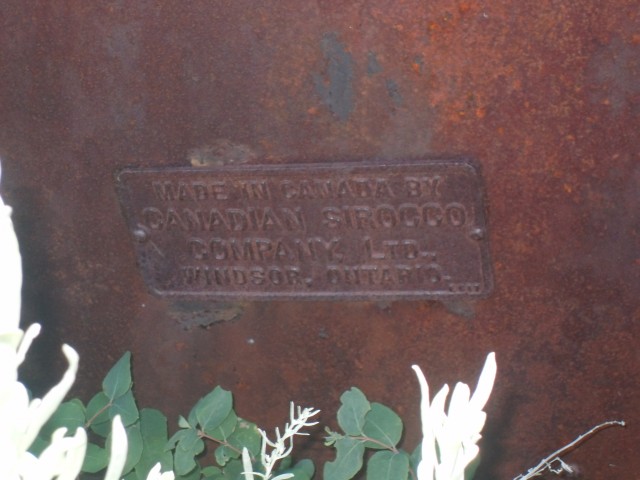 MADE IN CANADA BY
CANADIAN SIROCCO
COMPANY, LTD.,
WINDSOR, ONTARIO.